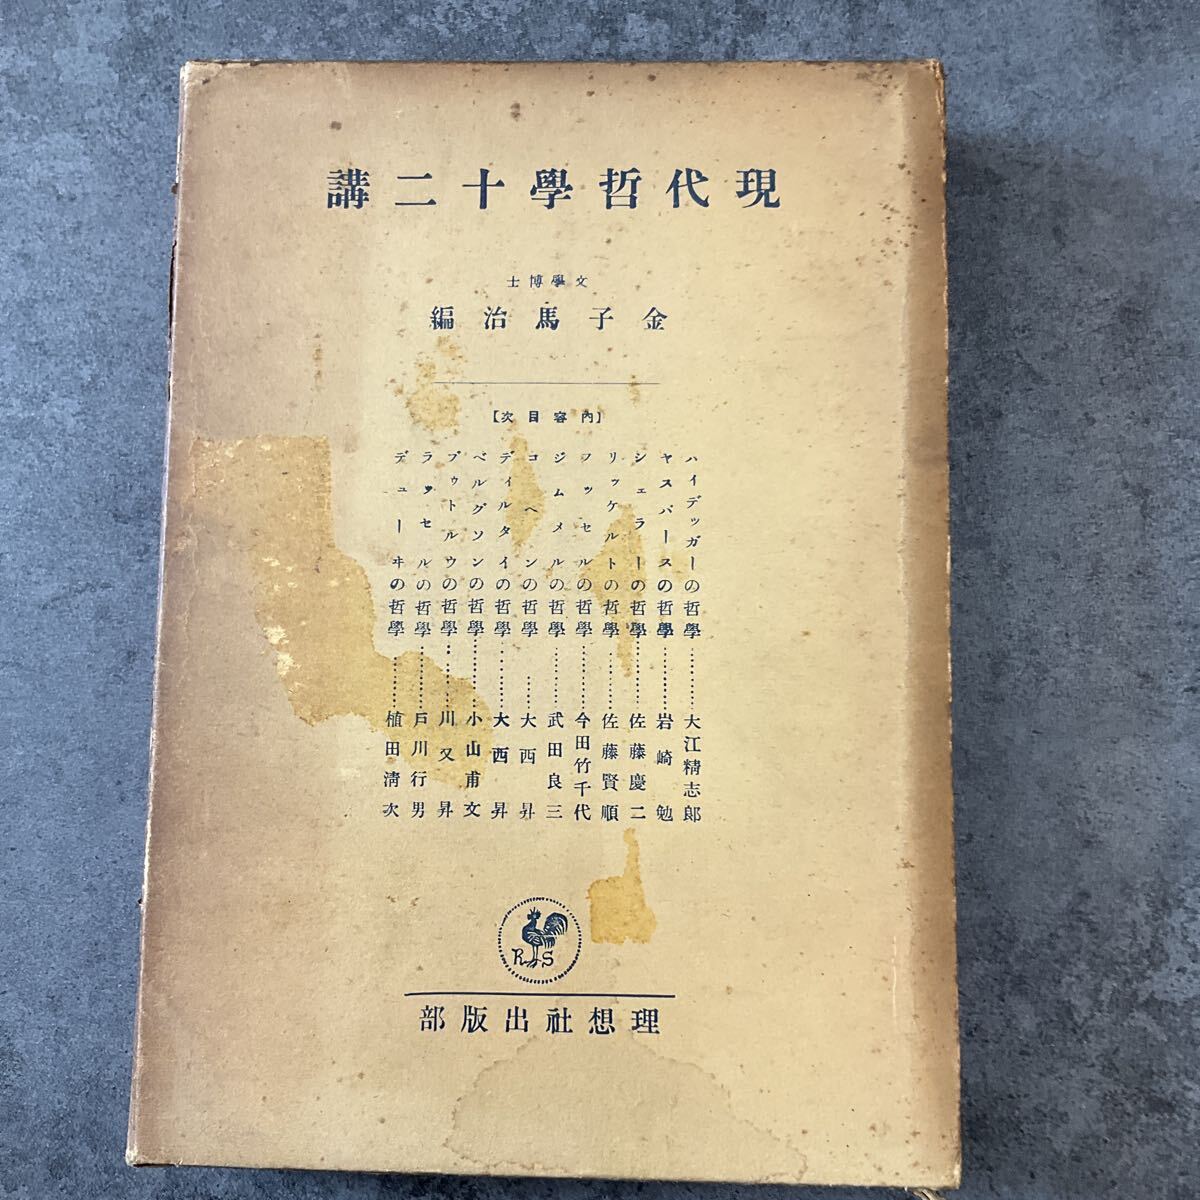 現代哲學十二講
文學博士
金子馬治編
【內容目次】
ハイデッガーの哲學…………大江精志郎
ヤスパースの哲學…………岩崎勉
シェラーの哲學…………佐藤慶二
リッケルトの哲學…………佐藤賢順
フッセルの哲學…………今田竹千代
ジムメルの哲學…………武田良三
コヘンの哲學…………大西昇
ディルタイの哲學…………大西昇
ベルグソンの哲學…………小山甫文
ブゥトルウの哲學…………川又昇
ラッセルの哲學…………戸川行男
デューヰの哲學…………植田淸次
R S
理想社出版部